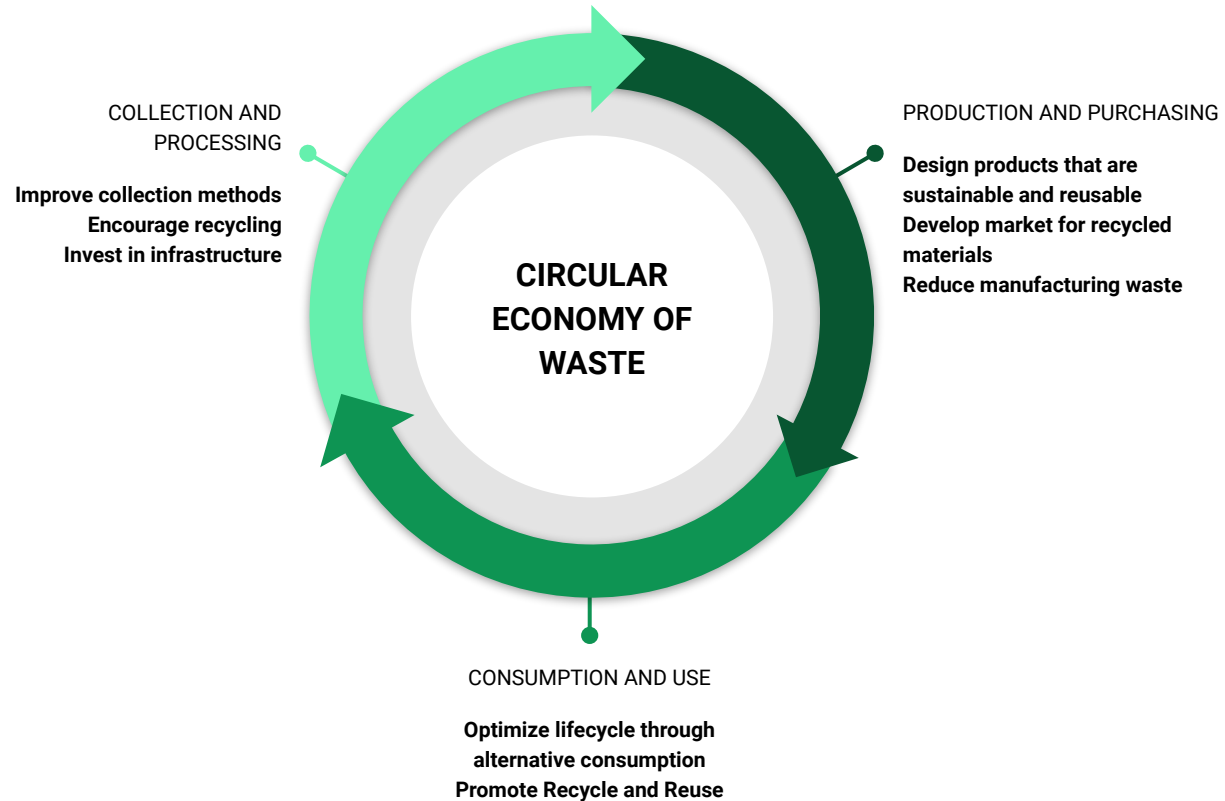 COLLECTION AND
PROCESSING
Improve collection methods
Encourage recycling
Invest in infrastructure
CIRCULAR
ECONOMY OF
WASTE
PRODUCTION AND PURCHASING
Design products that are
sustainable and reusable
Develop market for recycled
materials
Reduce manufacturing waste
CONSUMPTION AND USE
Optimize lifecycle through
alternative consumption
Promote Recycle and Reuse